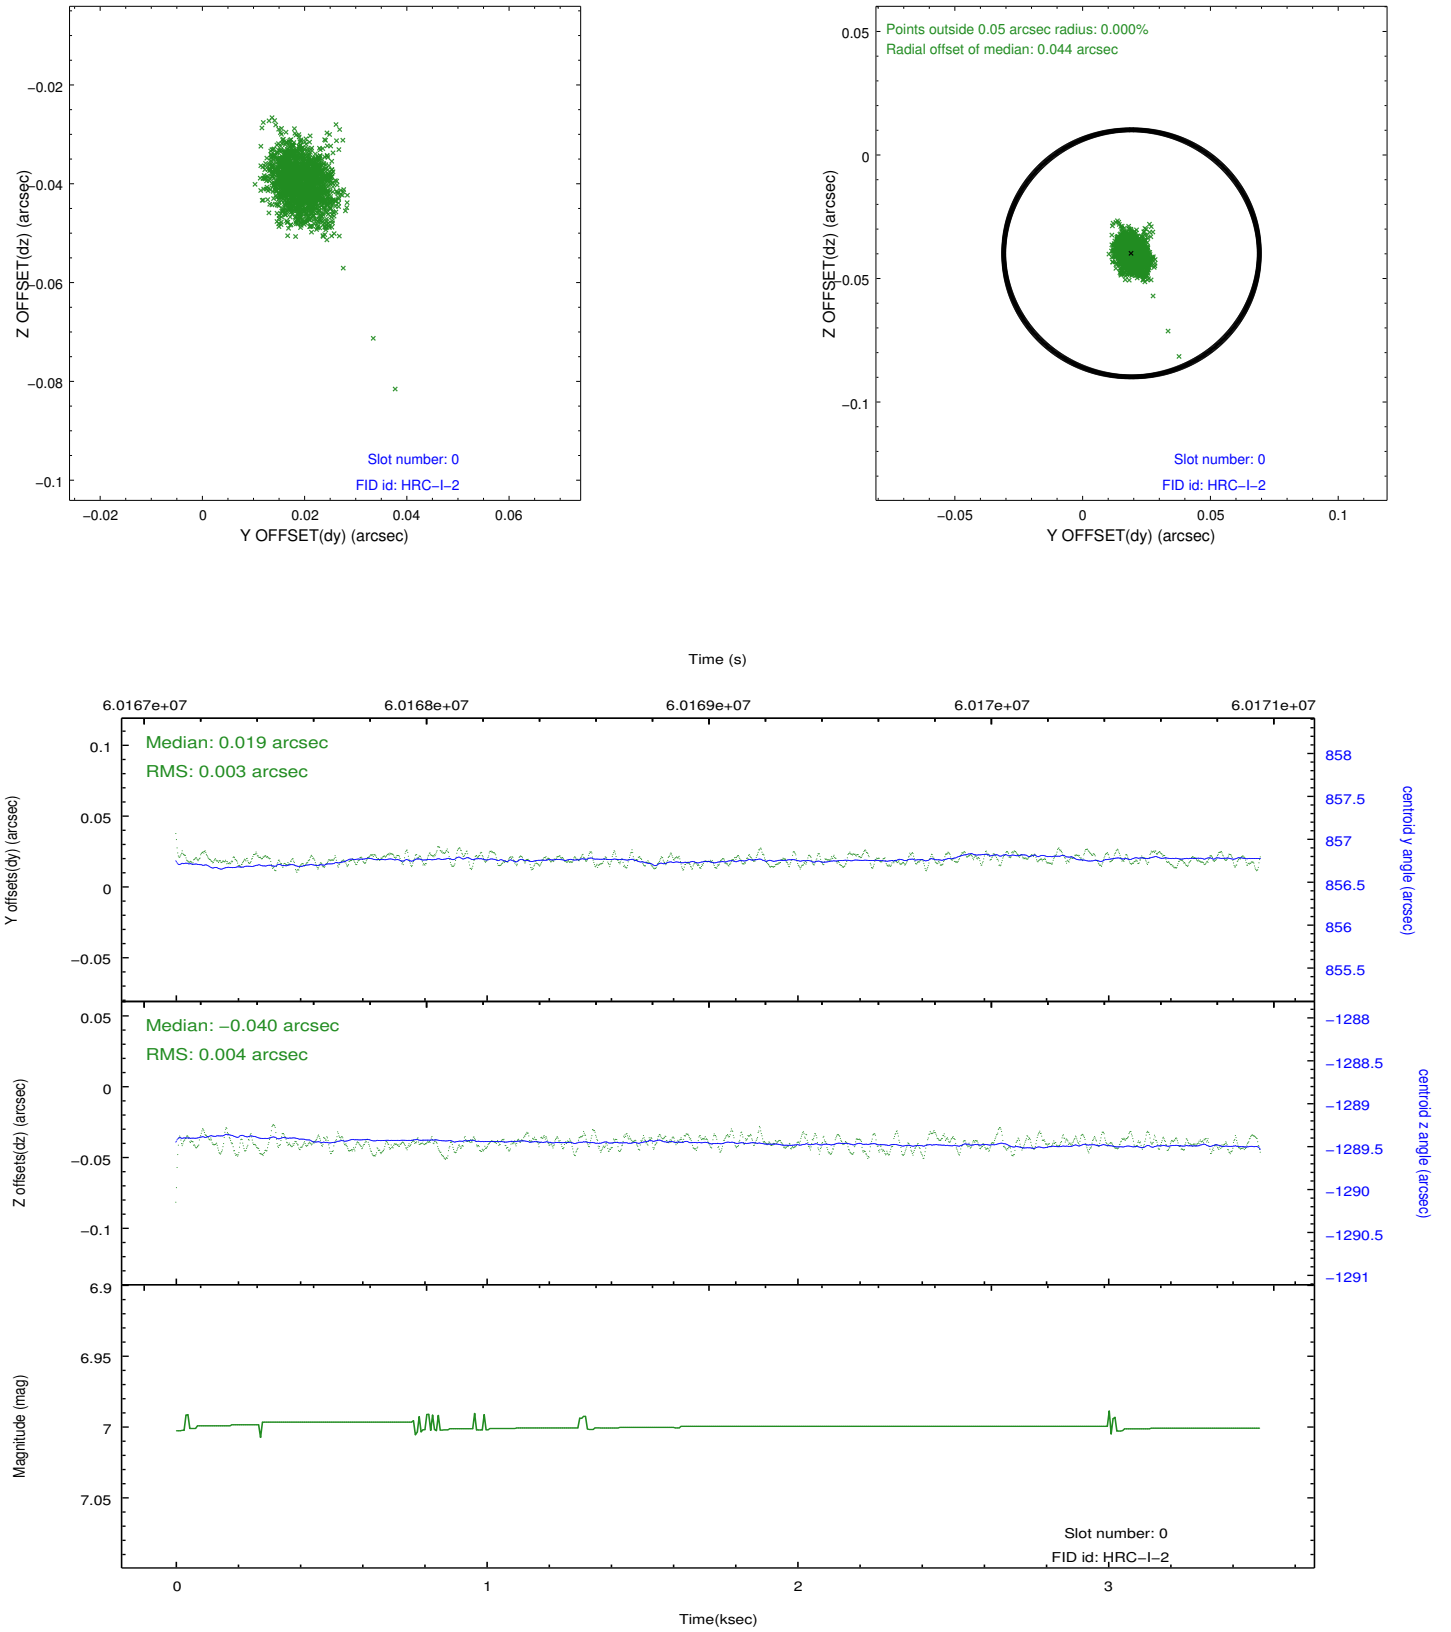 −0.02
−0.04
−0.06
−0.08
−0.1
Z OFFSET(dz) (arcsec)
Slot number: 0
FID id: HRC−I−2
−0.02 0 0.02 0.04 0.06
Y OFFSET(dy) (arcsec)
Points outside 0.05 arcsec radius: 0.000%
Radial offset of median: 0.044 arcsec
0.05
0
−0.05
−0.1
Z OFFSET(dz) (arcsec)
Slot number: 0
FID id: HRC−I−2
−0.05 0 0.05 0.1
Y OFFSET(dy) (arcsec)
Time (s)
6.0167e+07 6.0168e+07 6.0169e+07 6.017e+07 6.0171e+07
Median: 0.019 arcsec
RMS: 0.003 arcsec
0.1
0.05
0
−0.05
Y offsets(dy) (arcsec)
858
857.5
857
856.5
856
855.5
centroid y angle (arcsec)
Median: −0.040 arcsec
RMS: 0.004 arcsec
0.05
0
−0.05
−0.1
Z offsets(dz) (arcsec)
−1288
−1288.5
−1289
−1289.5
−1290
−1290.5
−1291
centroid z angle (arcsec)
6.9
6.95
7
7.05
Magnitude (mag)
Slot number: 0
FID id: HRC−I−2
0 1 2 3
Time(ksec)